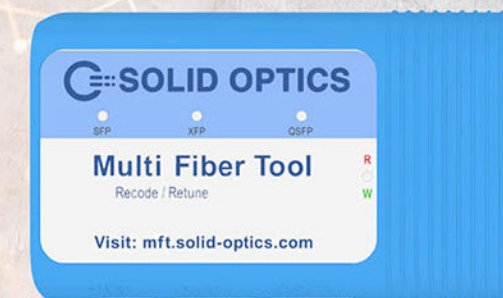 SOLID OPTICS
SFP XFP QSFP
Multi Fiber Tool
R
Recode / Retune
W
Visit: mft.solid-optics.com